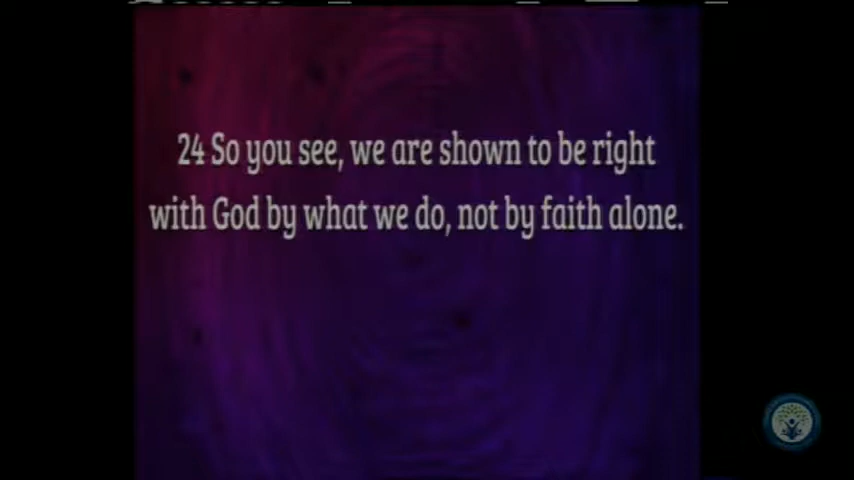 24 So you see, we are shown to be right
with God by what we do, not by faith alone.